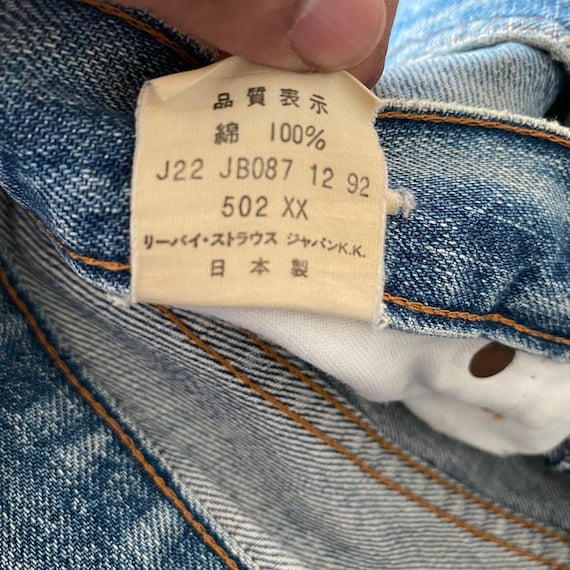 品質表示
綿 100%
J22 JB087 12 92
502 XX
リーバイ・ストラウス ジャパンK.K.
日本製